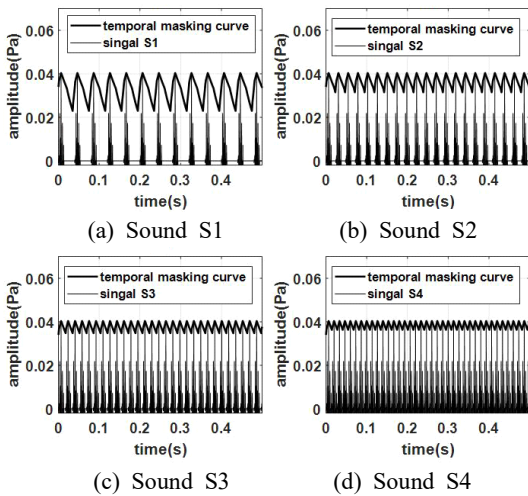 0.06
0.04
0.02
0
amplitude(Pa)
temporal masking curve
singal S1
0 0.1 0.2 0.3 0.4
time(s)
(a) Sound S1
0.06
0.04
0.02
0
amplitude(Pa)
temporal masking curve
singal S2
0 0.1 0.2 0.3 0.4
time(s)
(b) Sound S2
0.06
0.04
0.02
0
amplitude(Pa)
temporal masking curve
singal S3
0 0.1 0.2 0.3 0.4
time(s)
(c) Sound S3
0.06
0.04
0.02
0
amplitude(Pa)
temporal masking curve
singal S4
0 0.1 0.2 0.3 0.4
time(s)
(d) Sound S4